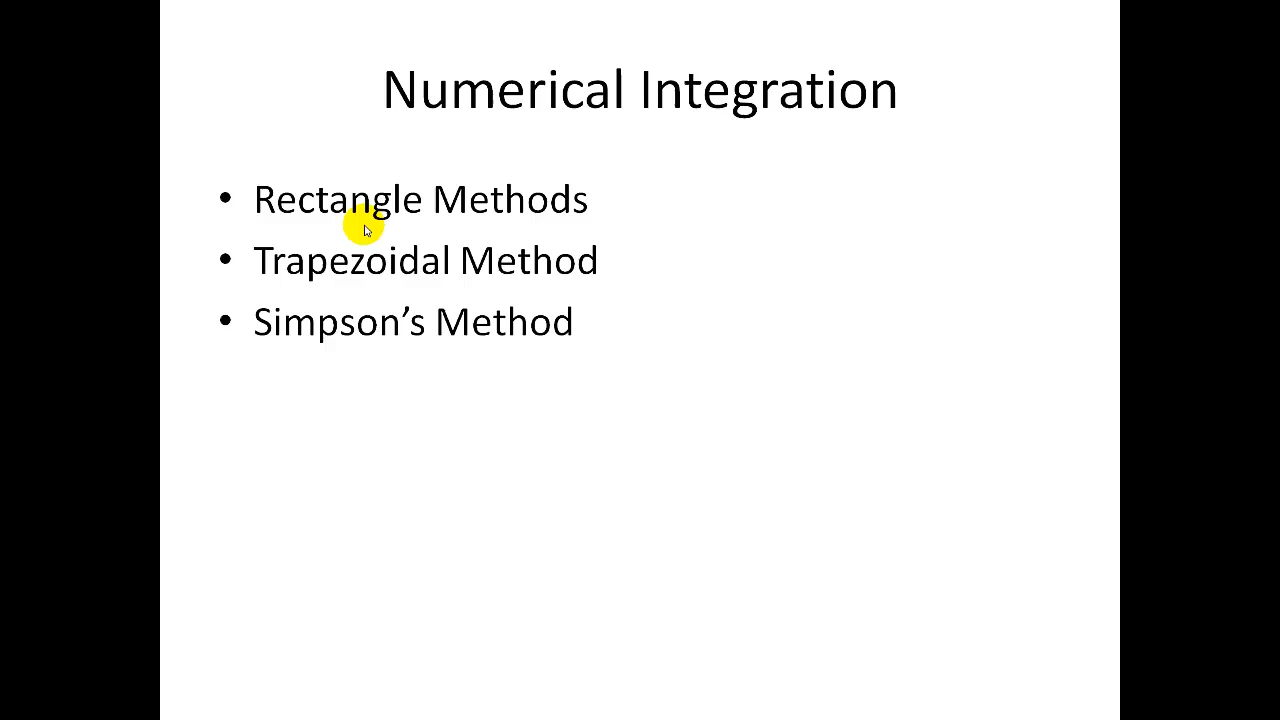 Numerical Integration
• Rectangle Methods
• Trapezoidal Method
• Simpson’s Method